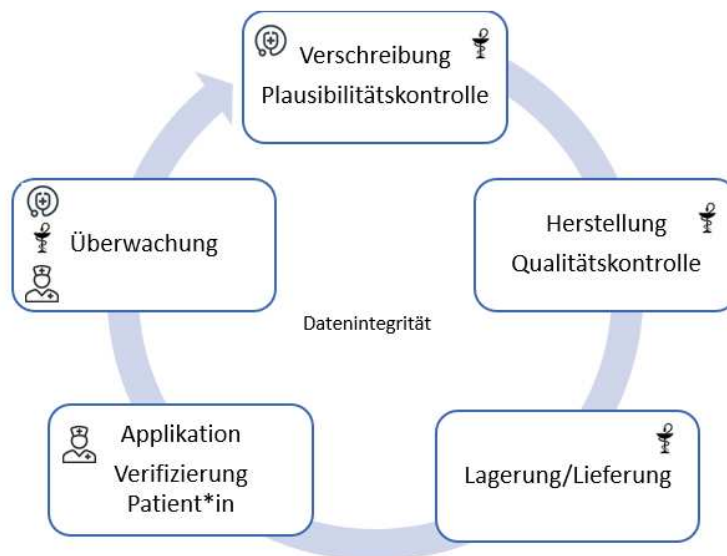 Verschreibung
Plausibilitätskontrolle
Herstellung
Qualitätskontrolle
Lagerung/Lieferung
Applikation
Verifizierung
Patient*in
Überwachung
Datenintegrität